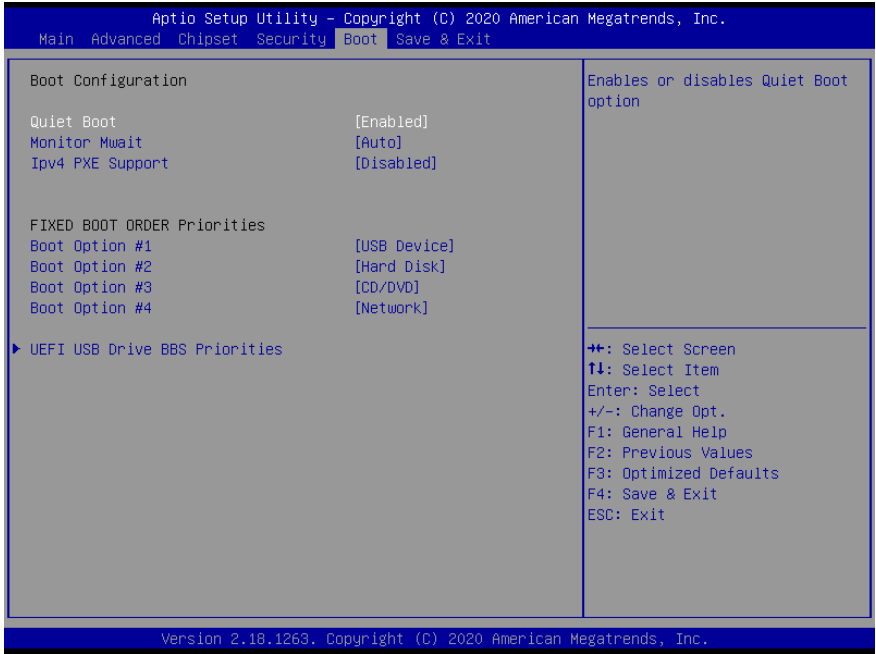 Aptio Setup Utility – Copyright (C) 2020 American Megatrends, Inc.
Main Advanced Chipset Security Boot Save & Exit
Boot Configuration
Quiet Boot [Enabled]
Monitor Mwait [Auto]
Ipv4 PXE Support [Disabled]
FIXED BOOT ORDER Priorities
Boot Option #1 [USB Device]
Boot Option #2 [Hard Disk]
Boot Option #3 [CD/DVD]
Boot Option #4 [Network]
▶ UEFI USB Drive BBS Priorities
Enables or disables Quiet Boot
option
→←: Select Screen
↑↓: Select Item
Enter: Select
+/-: Change Opt.
F1: General Help
F2: Previous Values
F3: Optimized Defaults
F4: Save & Exit
ESC: Exit
Version 2.18.1263. Copyright (C) 2020 American Megatrends, Inc.